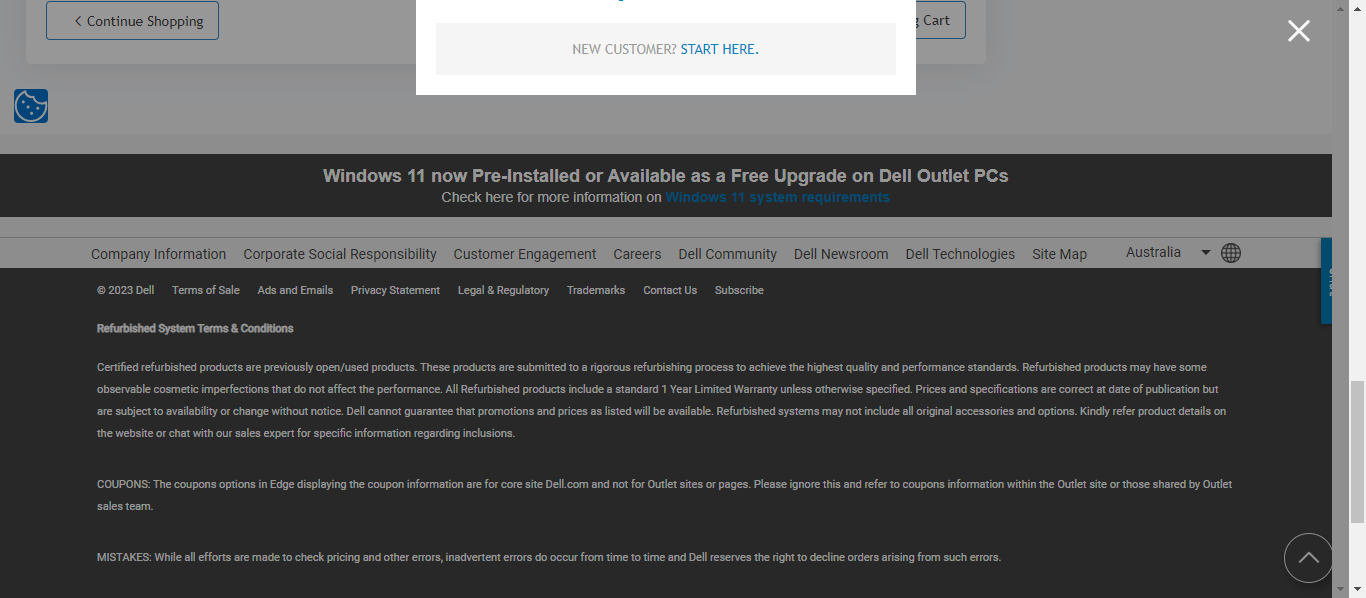 Continue Shopping
Cart
NEW CUSTOMER? START HERE.
Windows 11 now Pre-Installed or Available as a Free Upgrade on Dell Outlet PCs
Check here for more information on Windows 11 system requirements
Company Information Corporate Social Responsibility Customer Engagement Careers Dell Community Dell Newsroom Dell Technologies Site Map Australia
© 2023 Dell Terms of Sale Ads and Emails Privacy Statement Legal & Regulatory Trademarks Contact Us Subscribe
Refurbished System Terms & Conditions
Certified refurbished products are previously open/used products. These products are submitted to a rigorous refurbishing process to achieve the highest quality and performance standards. Refurbished products may have some
observable cosmetic imperfections that do not affect the performance. All Refurbished products include a standard 1 Year Limited Warranty unless otherwise specified. Prices and specifications are correct at date of publication but
are subject to availability or change without notice. Dell cannot guarantee that promotions and prices as listed will be available. Refurbished systems may not include all original accessories and options. Kindly refer product details on
the website or chat with our sales expert for specific information regarding inclusions.
COUPONS: The coupons options in Edge displaying the coupon information are for core site Dell.com and not for Outlet sites or pages. Please ignore this and refer to coupons information within the Outlet site or those shared by Outlet
sales team.
MISTAKES: While all efforts are made to check pricing and other errors, inadvertent errors do occur from time to time and Dell reserves the right to decline orders arising from such errors.